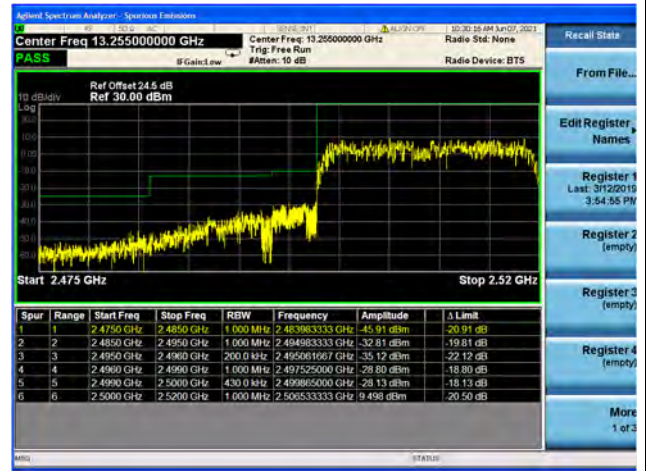 Agilent Spectrum Analyzer - Spurious Emissions
RF 50 Ω AC SENSE:INT ALIGN OFF 10:30:16 AM Jun 07, 2021
Center Freq 13.255000000 GHz Center Freq: 13.255000000 GHz Radio Std: None
Trig: Free Run
PASS IFGain:Low #Atten: 10 dB Radio Device: BTS
Ref Offset 24.5 dB
10 dB/div Ref 30.00 dBm
Log
Start 2.475 GHz Stop 2.52 GHz
Spur Range Start Freq Stop Freq RBW Frequency Amplitude Δ Limit
1 1 2.4750 GHz 2.4850 GHz 1.000 MHz 2.483983333 GHz -45.91 dBm -20.91 dB
2 2 2.4850 GHz 2.4950 GHz 1.000 MHz 2.494983333 GHz -32.81 dBm -19.81 dB
3 3 2.4950 GHz 2.4960 GHz 200.0 kHz 2.495061667 GHz -35.12 dBm -22.12 dB
4 4 2.4960 GHz 2.4990 GHz 1.000 MHz 2.497525000 GHz -28.80 dBm -18.80 dB
5 5 2.4990 GHz 2.5000 GHz 430.0 kHz 2.499865000 GHz -28.13 dBm -18.13 dB
6 6 2.5000 GHz 2.5200 GHz 1.000 MHz 2.506533333 GHz 9.498 dBm -20.50 dB
MSG STATUS
Recall State
From File...
Edit Register
Names
Register 1
Last: 3/12/2019
3:54:55 PM
Register 2
(empty)
Register 3
(empty)
Register 4
(empty)
More
1 of 3